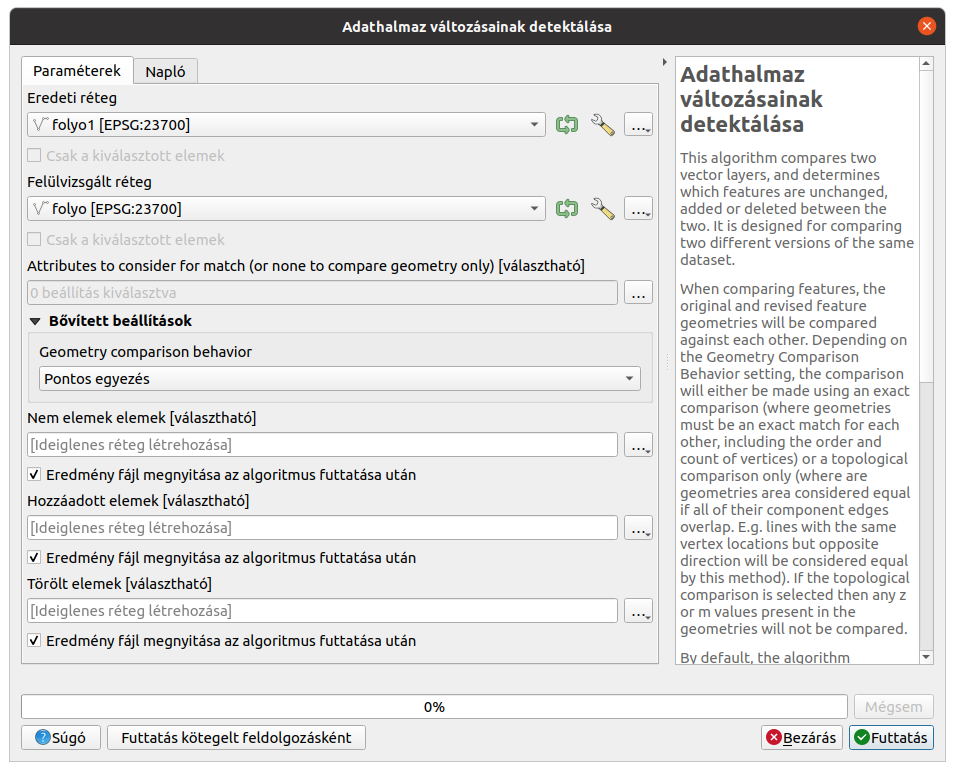 Adathalmaz változásainak detektálása
Paraméterek
Napló
Eredeti réteg
folyo1 [EPSG:23700]
...
Csak a kiválasztott elemek
Felülvizsgált réteg
folyo [EPSG:23700]
...
Csak a kiválasztott elemek
Attributes to consider for match (or none to compare geometry only) [választható]
0 beállítás kiválasztva
...
Bővített beállítások
Geometry comparison behavior
Pontos egyezés
Nem elemek elemek [választható]
[Ideiglenes réteg létrehozása]
...
Eredmény fájl megnyitása az algoritmus futtatása után
Hozzáadott elemek [választható]
[Ideiglenes réteg létrehozása]
...
Eredmény fájl megnyitása az algoritmus futtatása után
Törölt elemek [választható]
[Ideiglenes réteg létrehozása]
...
Eredmény fájl megnyitása az algoritmus futtatása után
Adathalmaz
változásainak
detektálása
This algorithm compares two
vector layers, and determines
which features are unchanged,
added or deleted between the
two. It is designed for comparing
two different versions of the same
dataset.
When comparing features, the
original and revised feature
geometries will be compared
against each other. Depending on
the Geometry Comparison
Behavior setting, the comparison
will either be made using an exact
comparison (where geometries
must be an exact match for each
other, including the order and
count of vertices) or a topological
comparison only (where are
geometries area considered equal
if all of their component edges
overlap. E.g. lines with the same
vertex locations but opposite
direction will be considered equal
by this method). If the topological
comparison is selected then any z
or m values present in the
geometries will not be compared.
By default, the algorithm
0%
Mégsem
Súgó
Futtatás kötegelt feldolgozásként
Bezárás
Futtatás